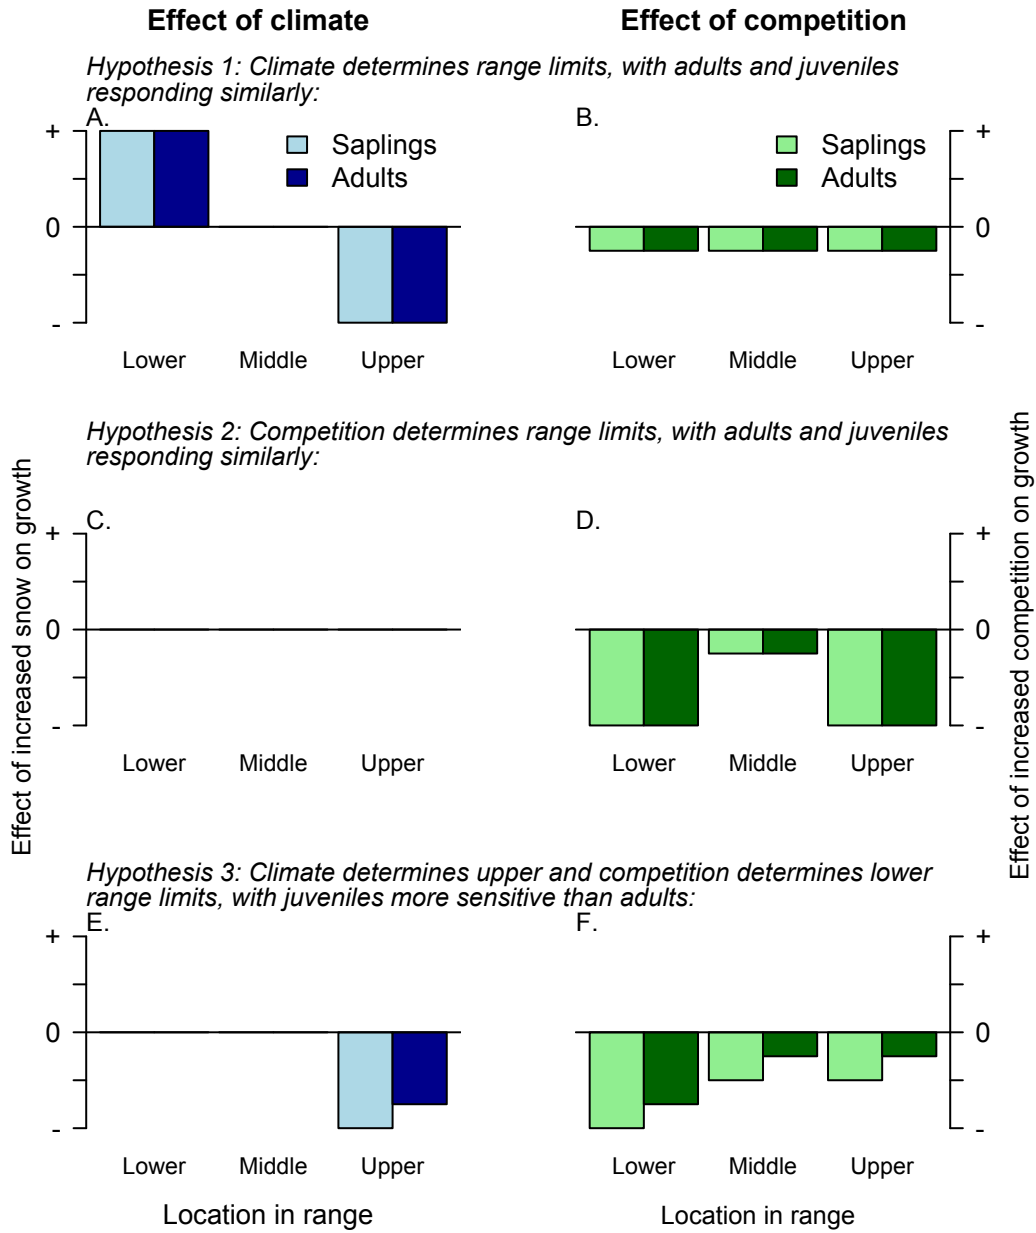 Effect of climate
Effect of competition
Hypothesis 1: Climate determines range limits, with adults and juveniles
responding similarly:
A.
B.
+
0
-
Saplings
Adults
Saplings
Adults
+
0
-
Lower Middle Upper
Lower Middle Upper
Hypothesis 2: Competition determines range limits, with adults and juveniles
responding similarly:
C.
D.
+
0
-
+
0
-
Lower Middle Upper
Lower Middle Upper
Effect of increased snow on growth
Effect of increased competition on growth
Hypothesis 3: Climate determines upper and competition determines lower
range limits, with juveniles more sensitive than adults:
E.
F.
+
0
-
+
0
-
Lower Middle Upper
Lower Middle Upper
Location in range
Location in range